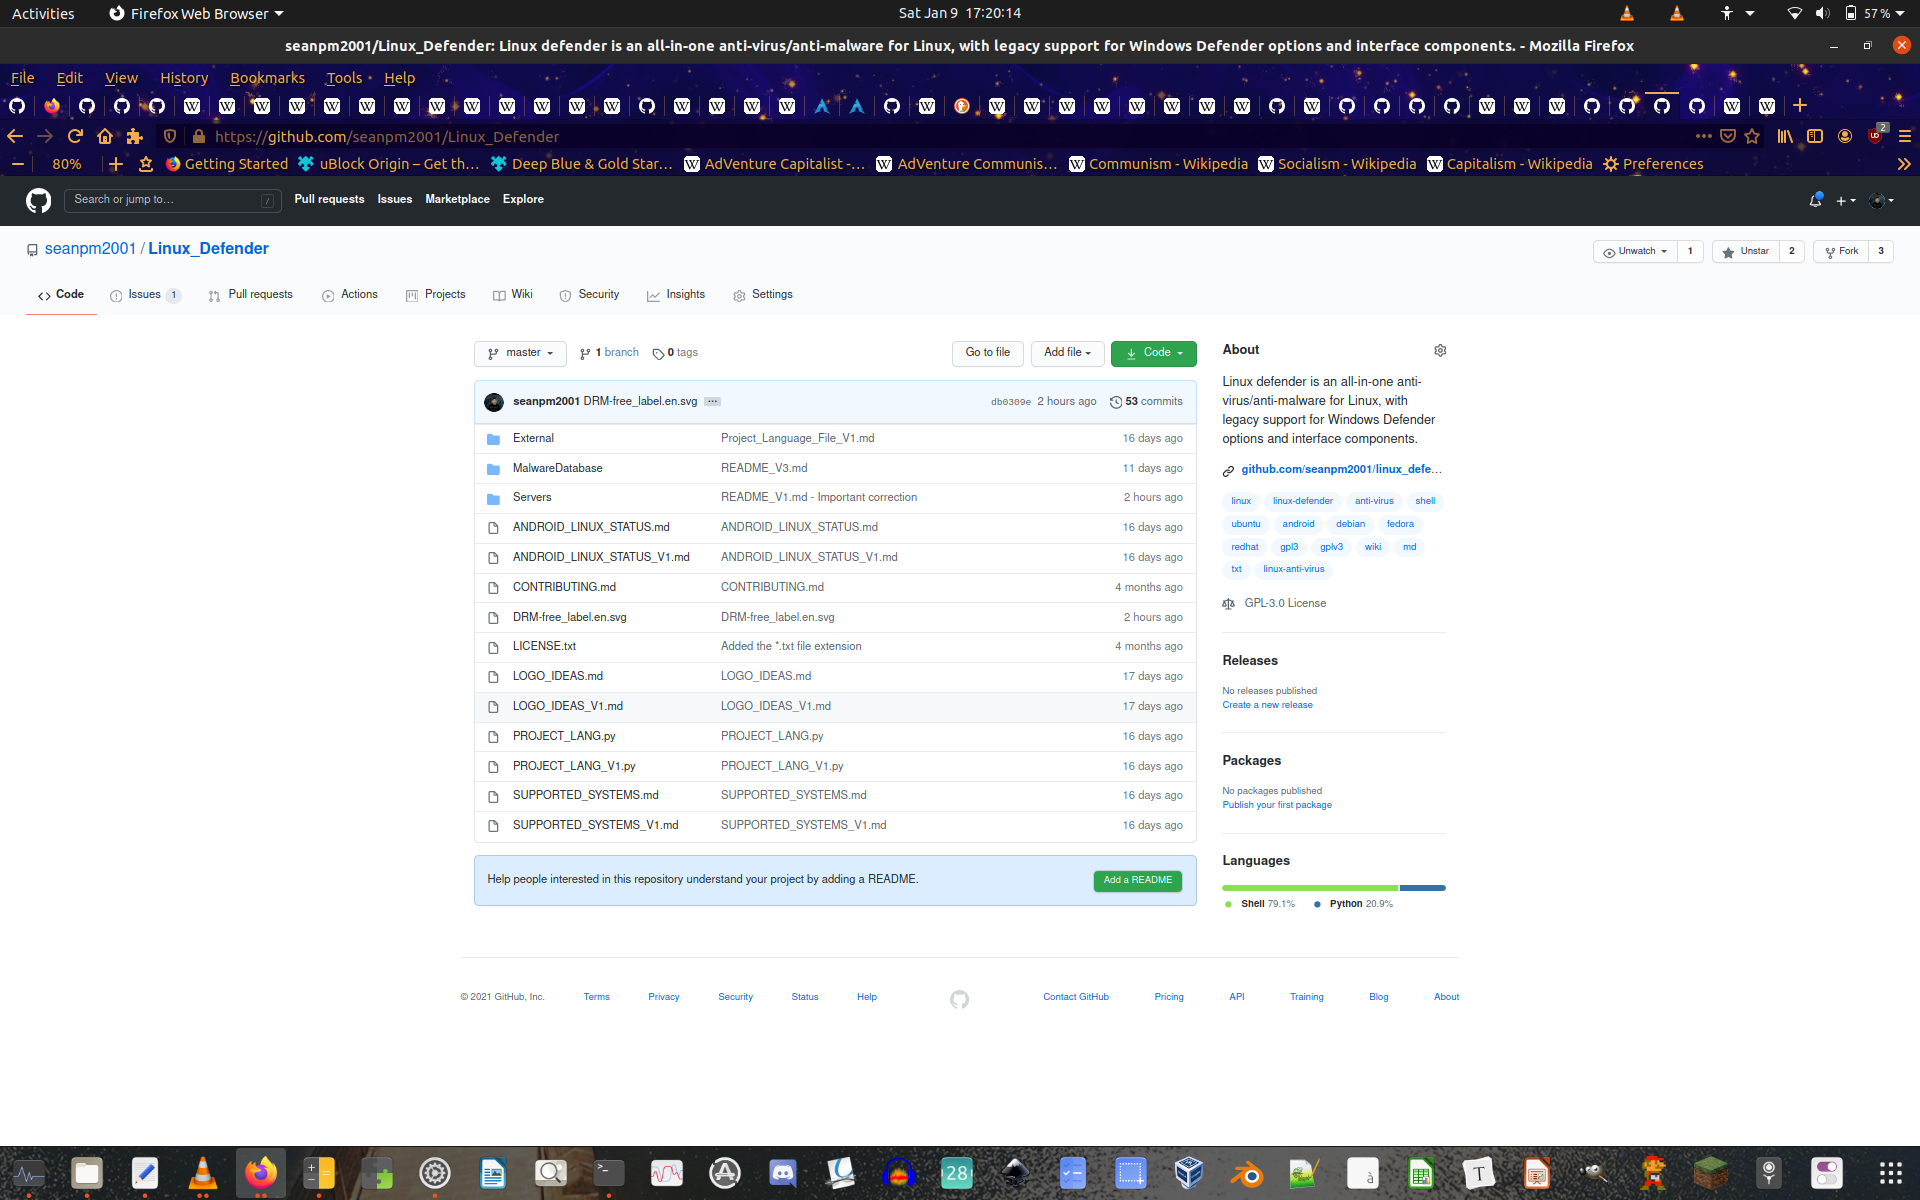 Activities Firefox Web Browser Sat Jan 9 17:20:14 57 %
seanpm2001/Linux_Defender: Linux defender is an all-in-one anti-virus/anti-malware for Linux, with legacy support for Windows Defender options and interface components. - Mozilla Firefox
File Edit View History Bookmarks Tools Help
https://github.com/seanpm2001/Linux_Defender 2
80% Getting Started uBlock Origin – Get th… Deep Blue & Gold Star… AdVenture Capitalist -… AdVenture Communis… Communism - Wikipedia Socialism - Wikipedia Capitalism - Wikipedia Preferences
Search or jump to… / Pull requests Issues Marketplace Explore
seanpm2001 / Linux_Defender Unwatch 1 Unstar 2 Fork 3
Code Issues 1 Pull requests Actions Projects Wiki Security Insights Settings
master 1 branch 0 tags Go to file Add file Code
seanpm2001 DRM-free_label.en.svg … db0309e 2 hours ago 53 commits
External Project_Language_File_V1.md 16 days ago
MalwareDatabase README_V3.md 11 days ago
Servers README_V1.md - Important correction 2 hours ago
ANDROID_LINUX_STATUS.md ANDROID_LINUX_STATUS.md 16 days ago
ANDROID_LINUX_STATUS_V1.md ANDROID_LINUX_STATUS_V1.md 16 days ago
CONTRIBUTING.md CONTRIBUTING.md 4 months ago
DRM-free_label.en.svg DRM-free_label.en.svg 2 hours ago
LICENSE.txt Added the *.txt file extension 4 months ago
LOGO_IDEAS.md LOGO_IDEAS.md 17 days ago
LOGO_IDEAS_V1.md LOGO_IDEAS_V1.md 17 days ago
PROJECT_LANG.py PROJECT_LANG.py 16 days ago
PROJECT_LANG_V1.py PROJECT_LANG_V1.py 16 days ago
SUPPORTED_SYSTEMS.md SUPPORTED_SYSTEMS.md 16 days ago
SUPPORTED_SYSTEMS_V1.md SUPPORTED_SYSTEMS_V1.md 16 days ago
Help people interested in this repository understand your project by adding a README. Add a README
About
Linux defender is an all-in-one anti-
virus/anti-malware for Linux, with
legacy support for Windows Defender
options and interface components.
github.com/seanpm2001/linux_defe…
linux linux-defender anti-virus shell
ubuntu android debian fedora
redhat gpl3 gplv3 wiki md
txt linux-anti-virus
GPL-3.0 License
Releases
No releases published
Create a new release
Packages
No packages published
Publish your first package
Languages
Shell 79.1% Python 20.9%
© 2021 GitHub, Inc. Terms Privacy Security Status Help Contact GitHub Pricing API Training Blog About
28